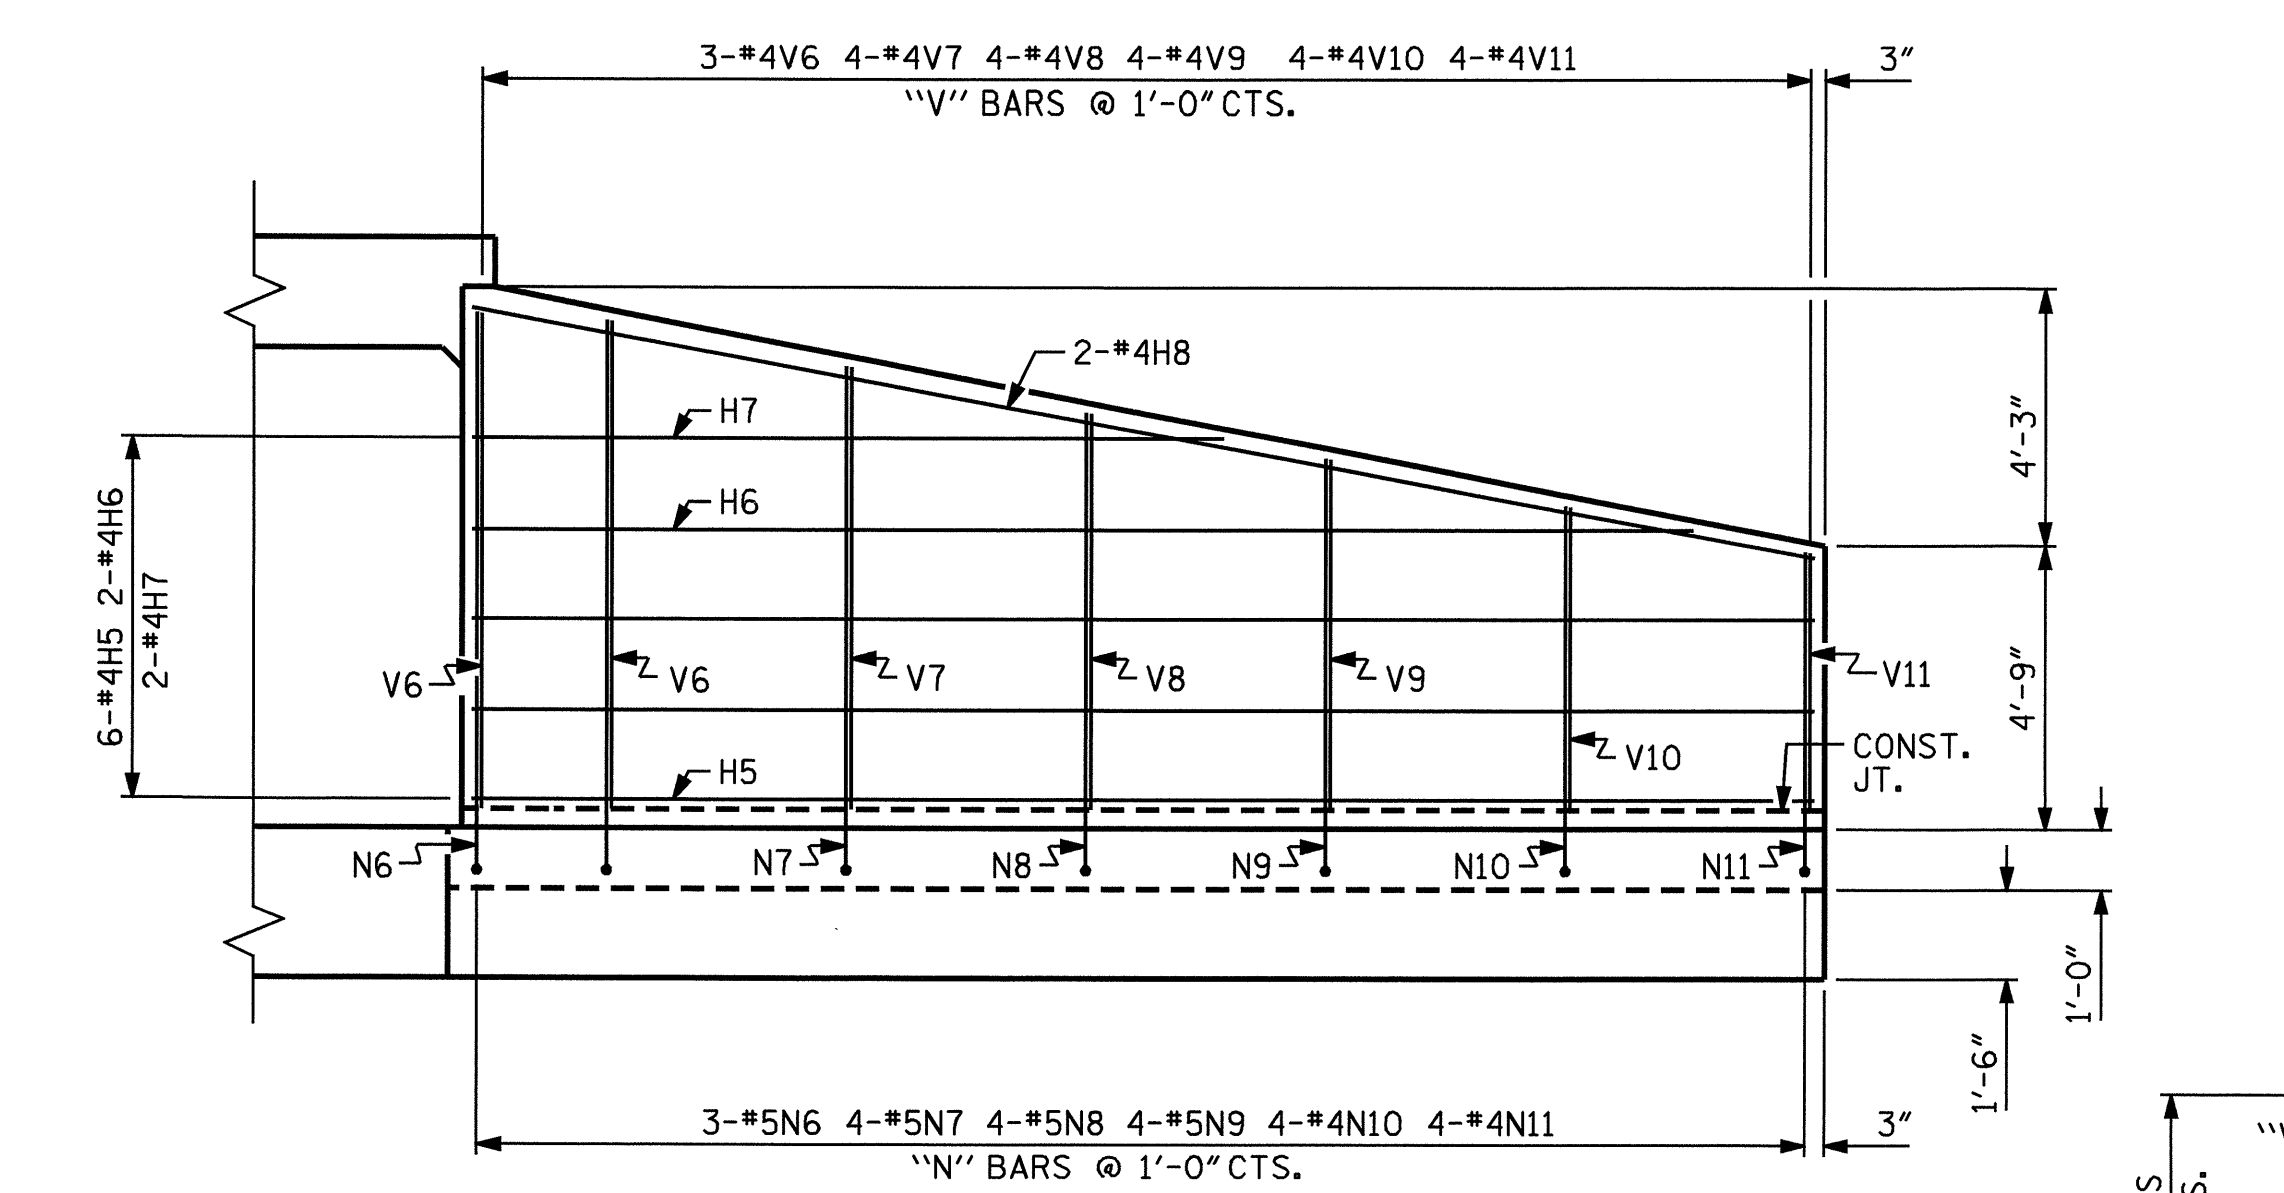 3-#4V6 4-#4V7 4-#4V8 4-#4V9 4-#4V10 4-#4V11
3"
"V" BARS @ 1'-0" CTS.
2-#4H8
H7
4'-3"
H6
6-#4H5 2-#4H6
2-#4H7
V6
V6
V7
V8
V9
V11
4'-9"
V10
CONST.
JT.
H5
N6
N7
N8
N9
N10
N11
1'-0"
1'-6"
3-#5N6 4-#5N7 4-#5N8 4-#5N9 4-#4N10 4-#4N11
3"
"N" BARS @ 1'-0" CTS.